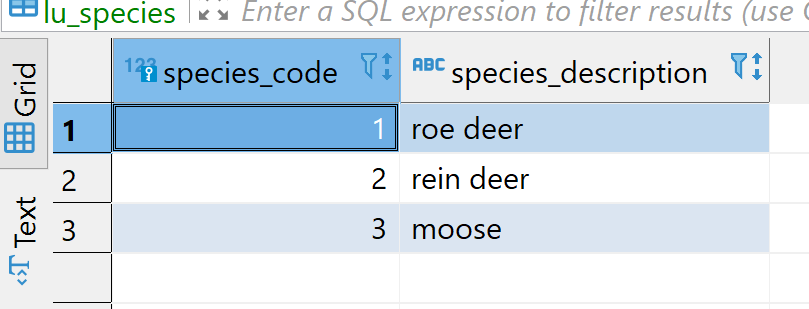 lu_species Enter a SQL expression to filter results (use C
Grid
Text
123 species_code ABC species_description
1 1 roe deer
2 2 rein deer
3 3 moose